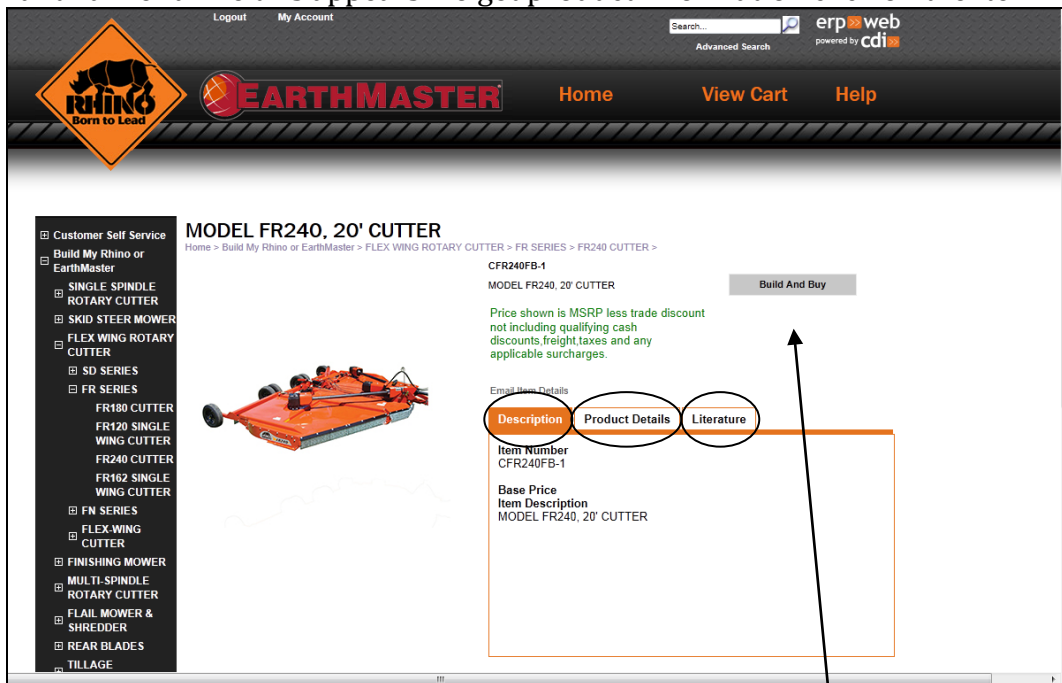 Logout My Account
Search...
Advanced Search
erp web
powered by cdi
RHINO
Born to Lead
EARTHMASTER
Home View Cart Help
MODEL FR240, 20' CUTTER
Home > Build My Rhino or EarthMaster > FLEX WING ROTARY CUTTER > FR SERIES > FR240 CUTTER >
Customer Self Service
Build My Rhino or
EarthMaster
SINGLE SPINDLE
ROTARY CUTTER
SKID STEER MOWER
FLEX WING ROTARY
CUTTER
SD SERIES
FR SERIES
FR180 CUTTER
FR120 SINGLE
WING CUTTER
FR240 CUTTER
FR162 SINGLE
WING CUTTER
FN SERIES
FLEX-WING
CUTTER
FINISHING MOWER
MULTI-SPINDLE
ROTARY CUTTER
FLAIL MOWER &
SHREDDER
REAR BLADES
TILLAGE
CFR240FB-1
MODEL FR240, 20' CUTTER
Build And Buy
Price shown is MSRP less trade discount
not including qualifying cash
discounts,freight,taxes and any
applicable surcharges.
Email Item Details
Description Product Details Literature
Item Number
CFR240FB-1
Base Price
Item Description
MODEL FR240, 20' CUTTER